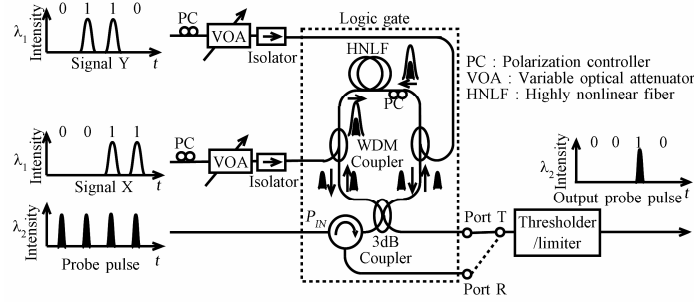 0 1 1 0
λ1
Intensity
Signal Y
t
PC
VOA
Isolator
Logic gate
HNLF
PC
PC : Polarization controller
VOA : Variable optical attenuator
HNLF : Highly nonlinear fiber
0 0 1 1
λ1
Intensity
Signal X
t
PC
VOA
Isolator
WDM
Coupler
0 0 1 0
λ2
Intensity
Output probe pulse
t
λ2
Intensity
Probe pulse
t
PIN
3dB
Coupler
Port T
Thresholder
/limiter
Port R